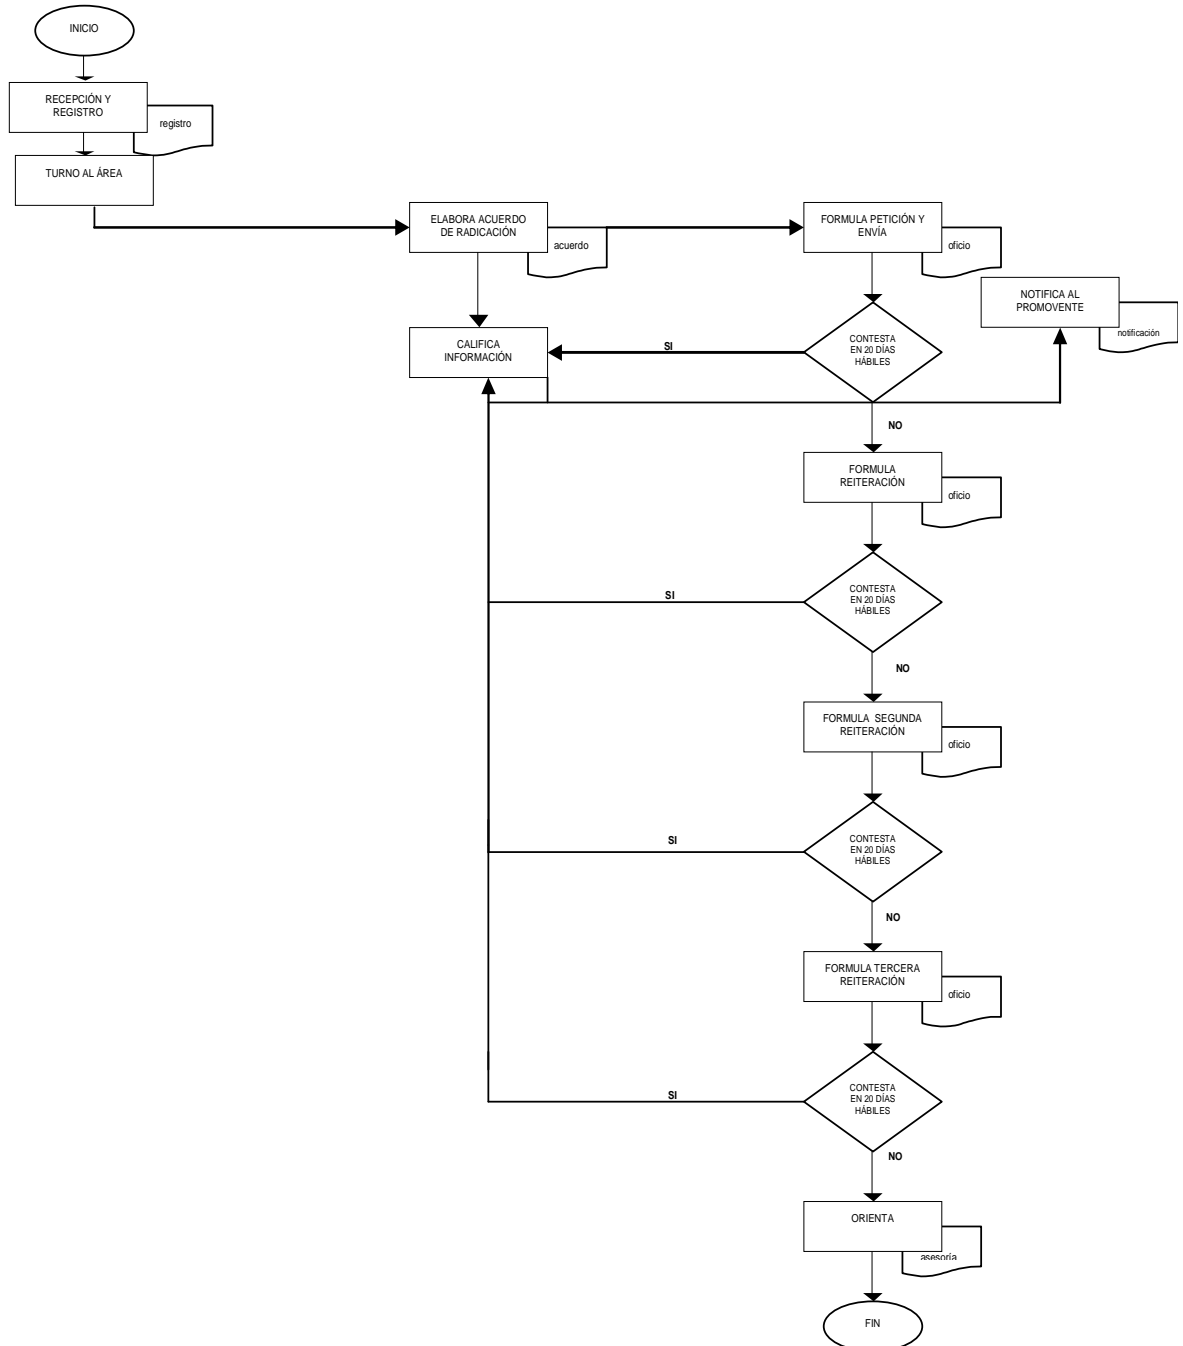 INICIO
RECEPCIÓN Y
REGISTRO
registro
TURNO AL ÁREA
ELABORA ACUERDO
DE RADICACIÓN
acuerdo
FORMULA PETICIÓN Y
ENVÍA
oficio
NOTIFICA AL
PROMOVENTE
notificación
CALIFICA
INFORMACIÓN
SI
CONTESTA
EN 20 DÍAS
HÁBILES
NO
FORMULA
REITERACIÓN
oficio
CONTESTA
EN 20 DÍAS
HÁBILES
SI
NO
FORMULA SEGUNDA
REITERACIÓN
oficio
CONTESTA
EN 20 DÍAS
HÁBILES
SI
NO
FORMULA TERCERA
REITERACIÓN
oficio
CONTESTA
EN 20 DÍAS
HÁBILES
SI
NO
ORIENTA
asesoría
FIN